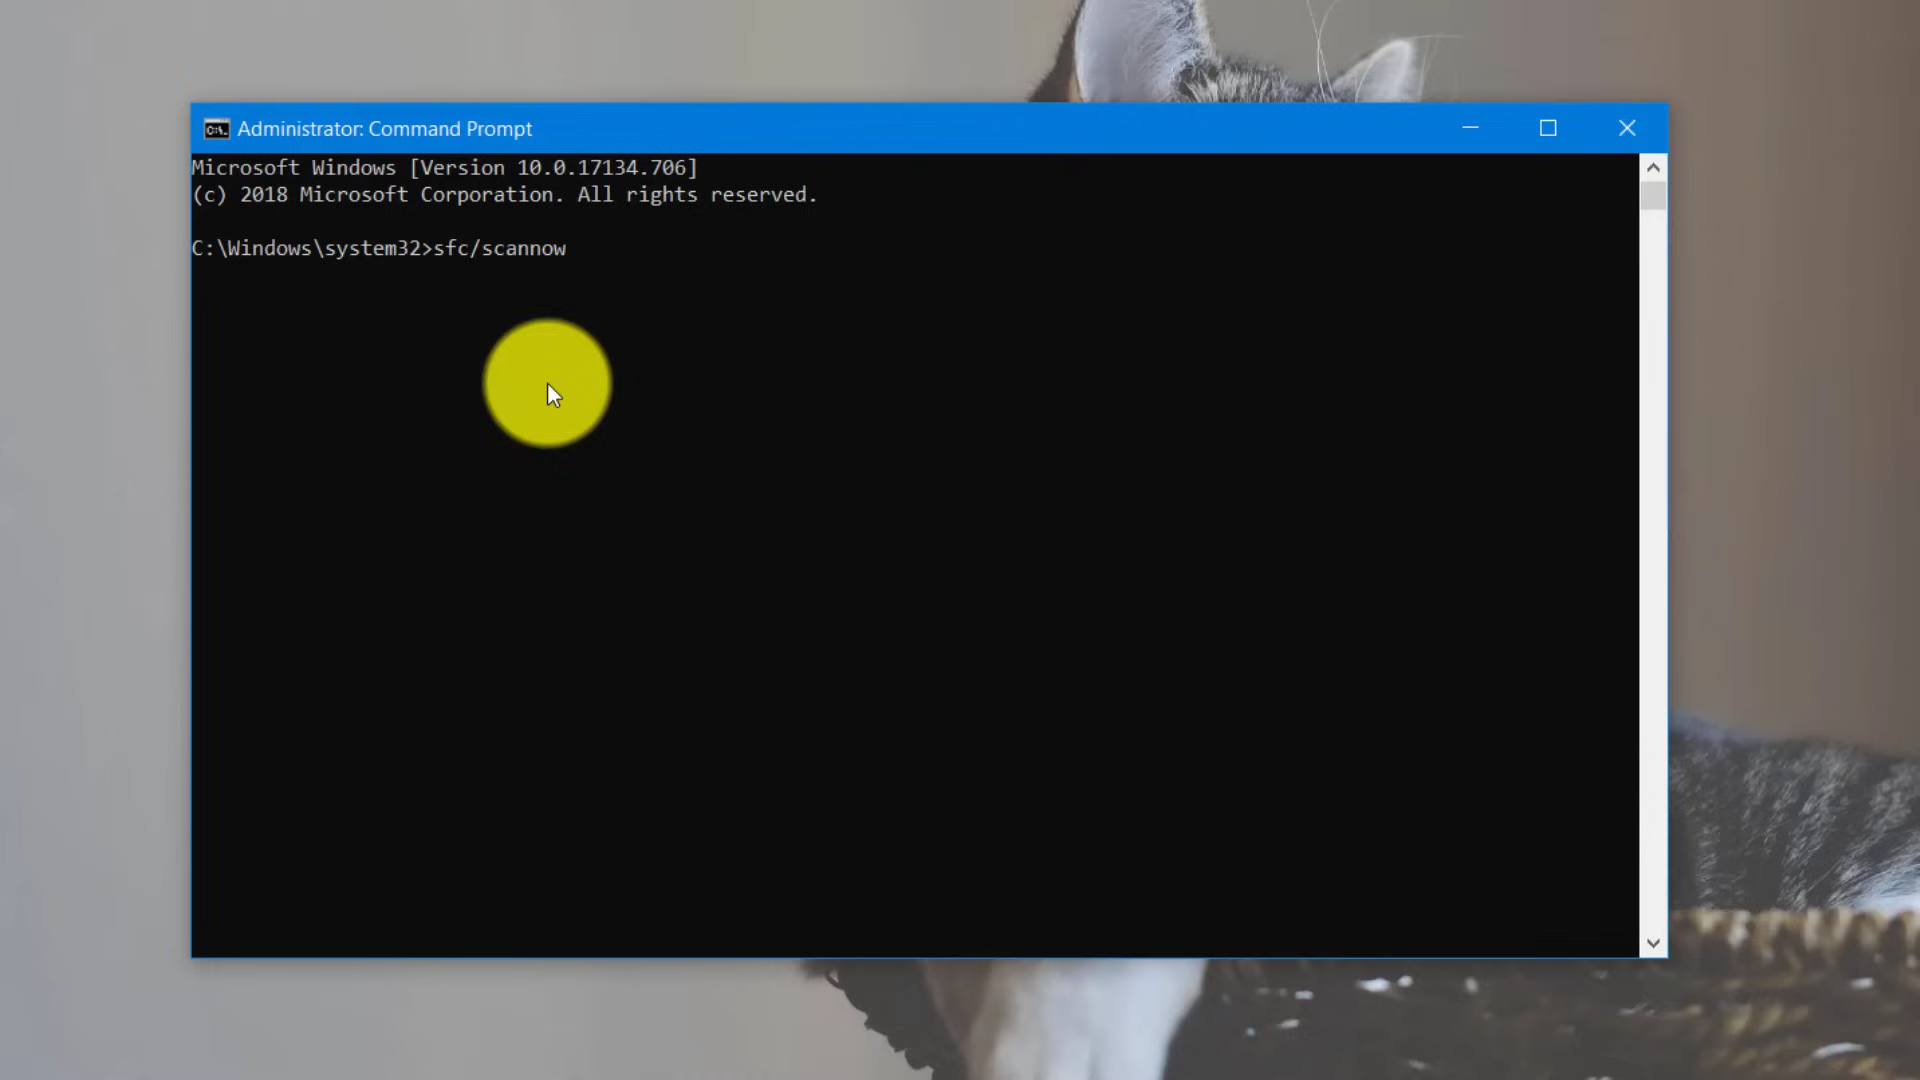 Administrator: Command Prompt
Microsoft Windows [Version 10.0.17134.706]
(c) 2018 Microsoft Corporation. All rights reserved.
C:\Windows\system32>sfc/scannow